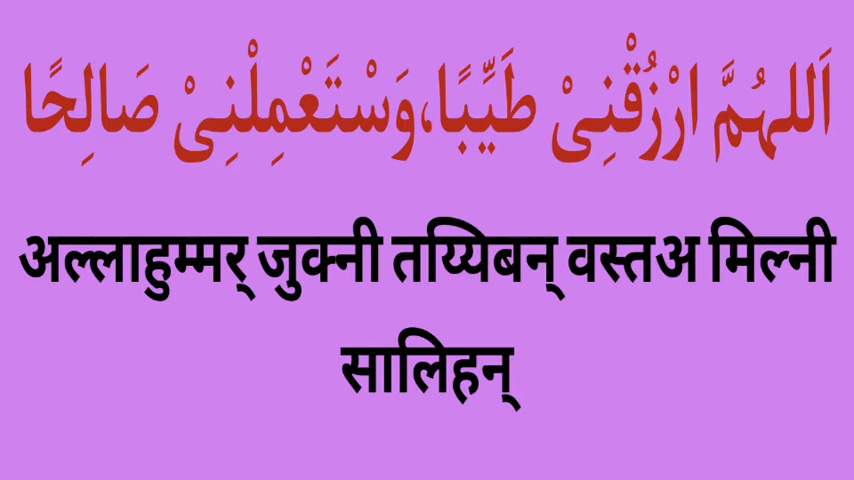 اَللهُمَّ ارْزُقْنِىْ طَيِّبًا،وَسْتَعْمِلْنِىْ صَالِحًا
अल्लाहुम्मर् जुक्नी तय्यिबन् वस्तअ मिल्नी
सालिहन्